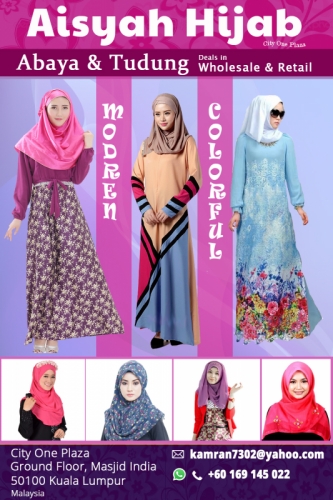 Aisyah Hijab
City One Plaza
Abaya & Tudung
Deals in
Wholesale & Retail
MODREN
COLORFUL
City One Plaza
Ground Floor, Masjid India
50100 Kuala Lumpur
Malaysia
kamran7302@yahoo.com
+60 169 145 022